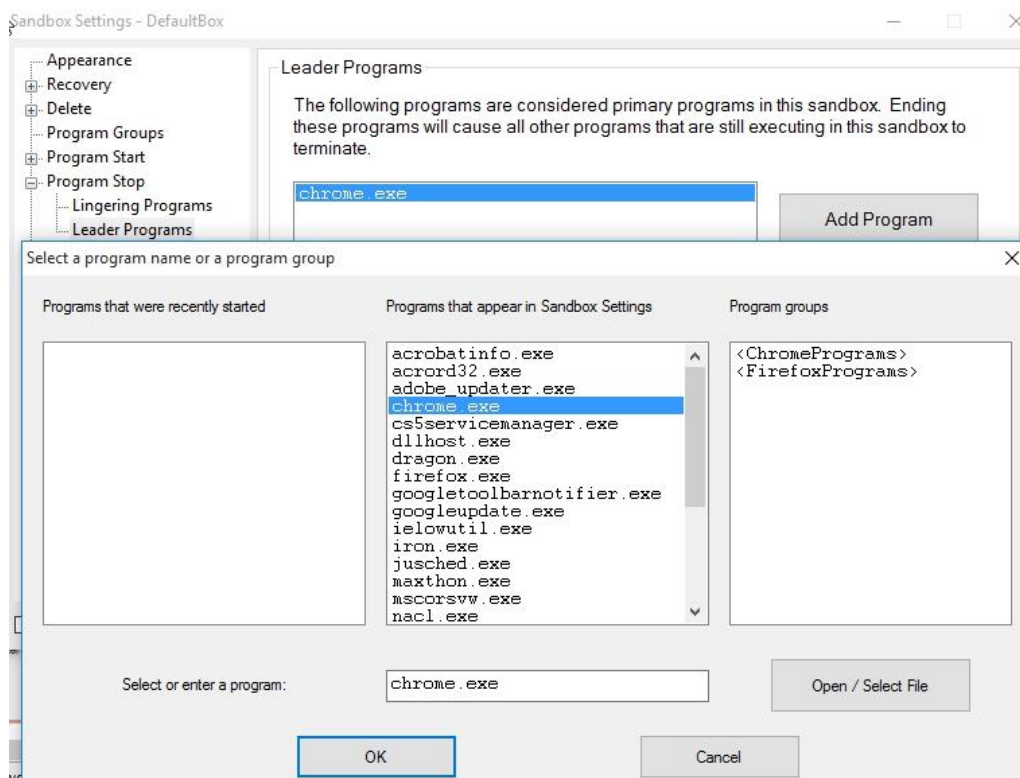 Sandbox Settings - DefaultBox
Appearance
Recovery
Delete
Program Groups
Program Start
Program Stop
Lingering Programs
Leader Programs
Leader Programs
The following programs are considered primary programs in this sandbox. Ending
these programs will cause all other programs that are still executing in this sandbox to
terminate.
chrome.exe
Add Program
Select a program name or a program group
Programs that were recently started
Programs that appear in Sandbox Settings
acrobatinfo.exe
acrord32.exe
adobe_updater.exe
chrome.exe
cs5servicemanager.exe
dllhost.exe
dragon.exe
firefox.exe
googletoolbarnotifier.exe
googleupdate.exe
ielowutil.exe
iron.exe
jusched.exe
maxthon.exe
mscorsvw.exe
nacl.exe
Program groups
<ChromePrograms>
<FirefoxPrograms>
Select or enter a program:
chrome.exe
Open / Select File
OK
Cancel